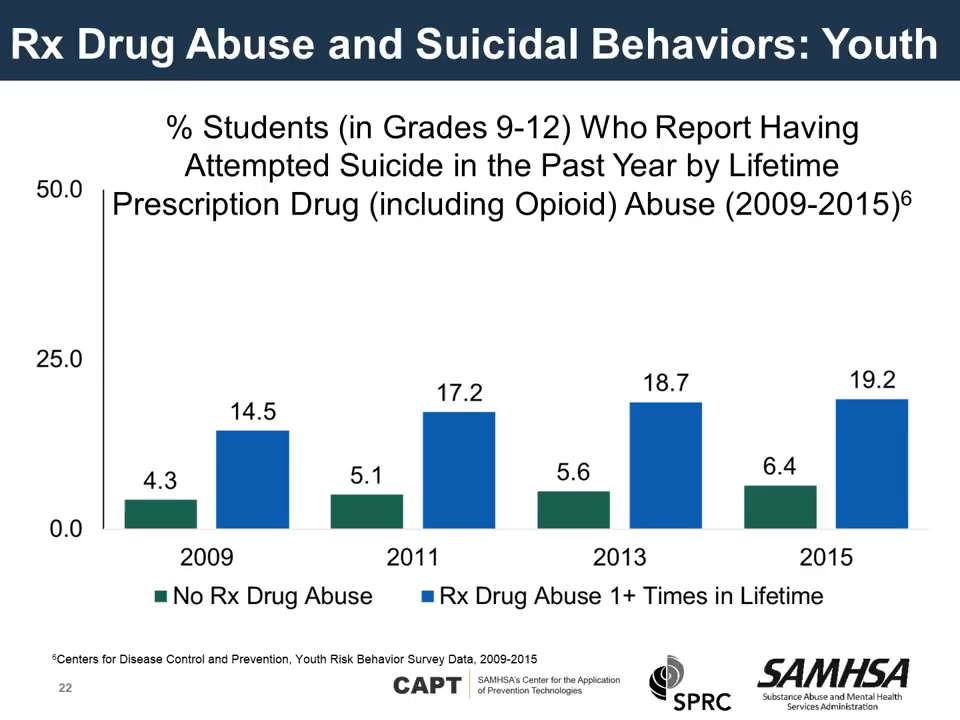 Rx Drug Abuse and Suicidal Behaviors: Youth
% Students (in Grades 9-12) Who Report Having
Attempted Suicide in the Past Year by Lifetime
Prescription Drug (including Opioid) Abuse (2009-2015)6
50.0
25.0
0.0
4.3
14.5
5.1
17.2
5.6
18.7
6.4
19.2
2009
2011
2013
2015
No Rx Drug Abuse
Rx Drug Abuse 1+ Times in Lifetime
6Centers for Disease Control and Prevention, Youth Risk Behavior Survey Data, 2009-2015
22
CAPT
SAMHSA's Center for the Application
of Prevention Technologies
SPRC
SAMHSA
Substance Abuse and Mental Health
Services Administration